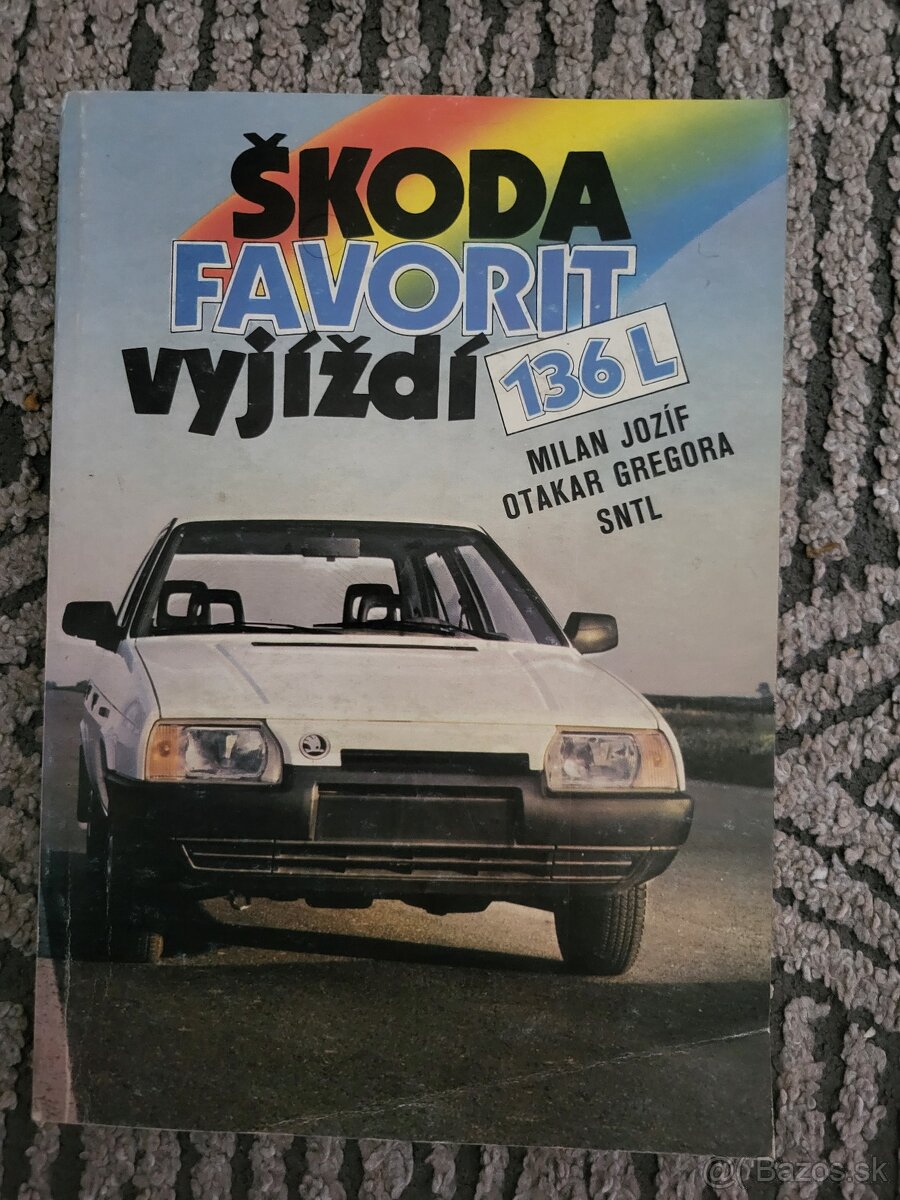 ŠKODA
FAVORIT
vyjíždí 136 L
MILAN JOZÍF
OTAKAR GREGORA
SNTL
@Bazos.sk